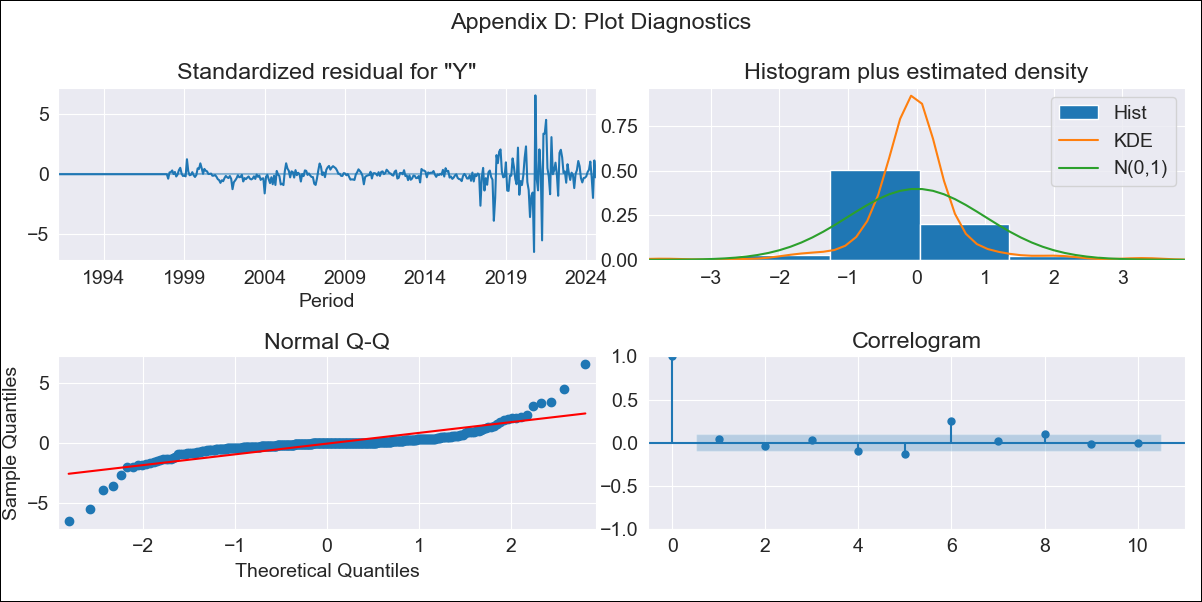 Appendix D: Plot Diagnostics
Standardized residual for "Y"
5
0
−5
1994 1999 2004 2009 2014 2019 2024
Period
Histogram plus estimated density
0.75
0.50
0.25
0.00
−3 −2 −1 0 1 2 3
Hist
KDE
N(0,1)
Normal Q-Q
Sample Quantiles
5
0
−5
−2 −1 0 1 2
Theoretical Quantiles
Correlogram
1.0
0.5
0.0
−0.5
−1.0
0 2 4 6 8 10